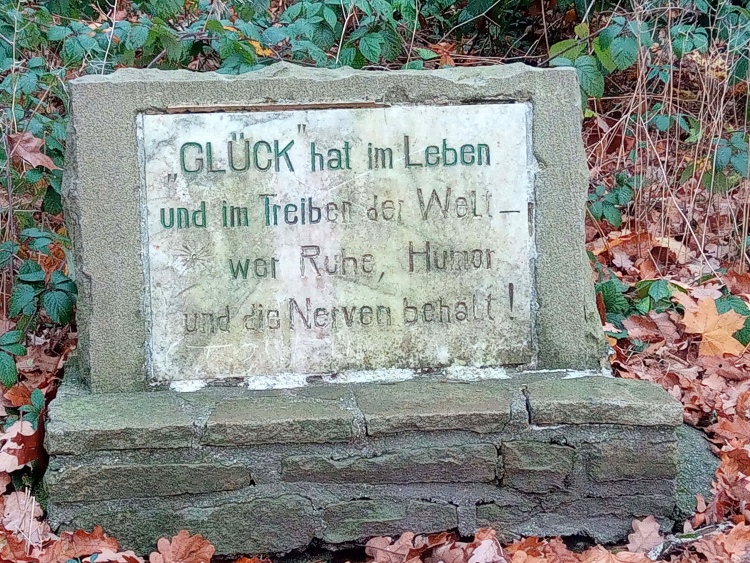 „GLÜCK" hat im Leben
und im Treiben der Welt –
wer Ruhe, Humor
und die Nerven behält!